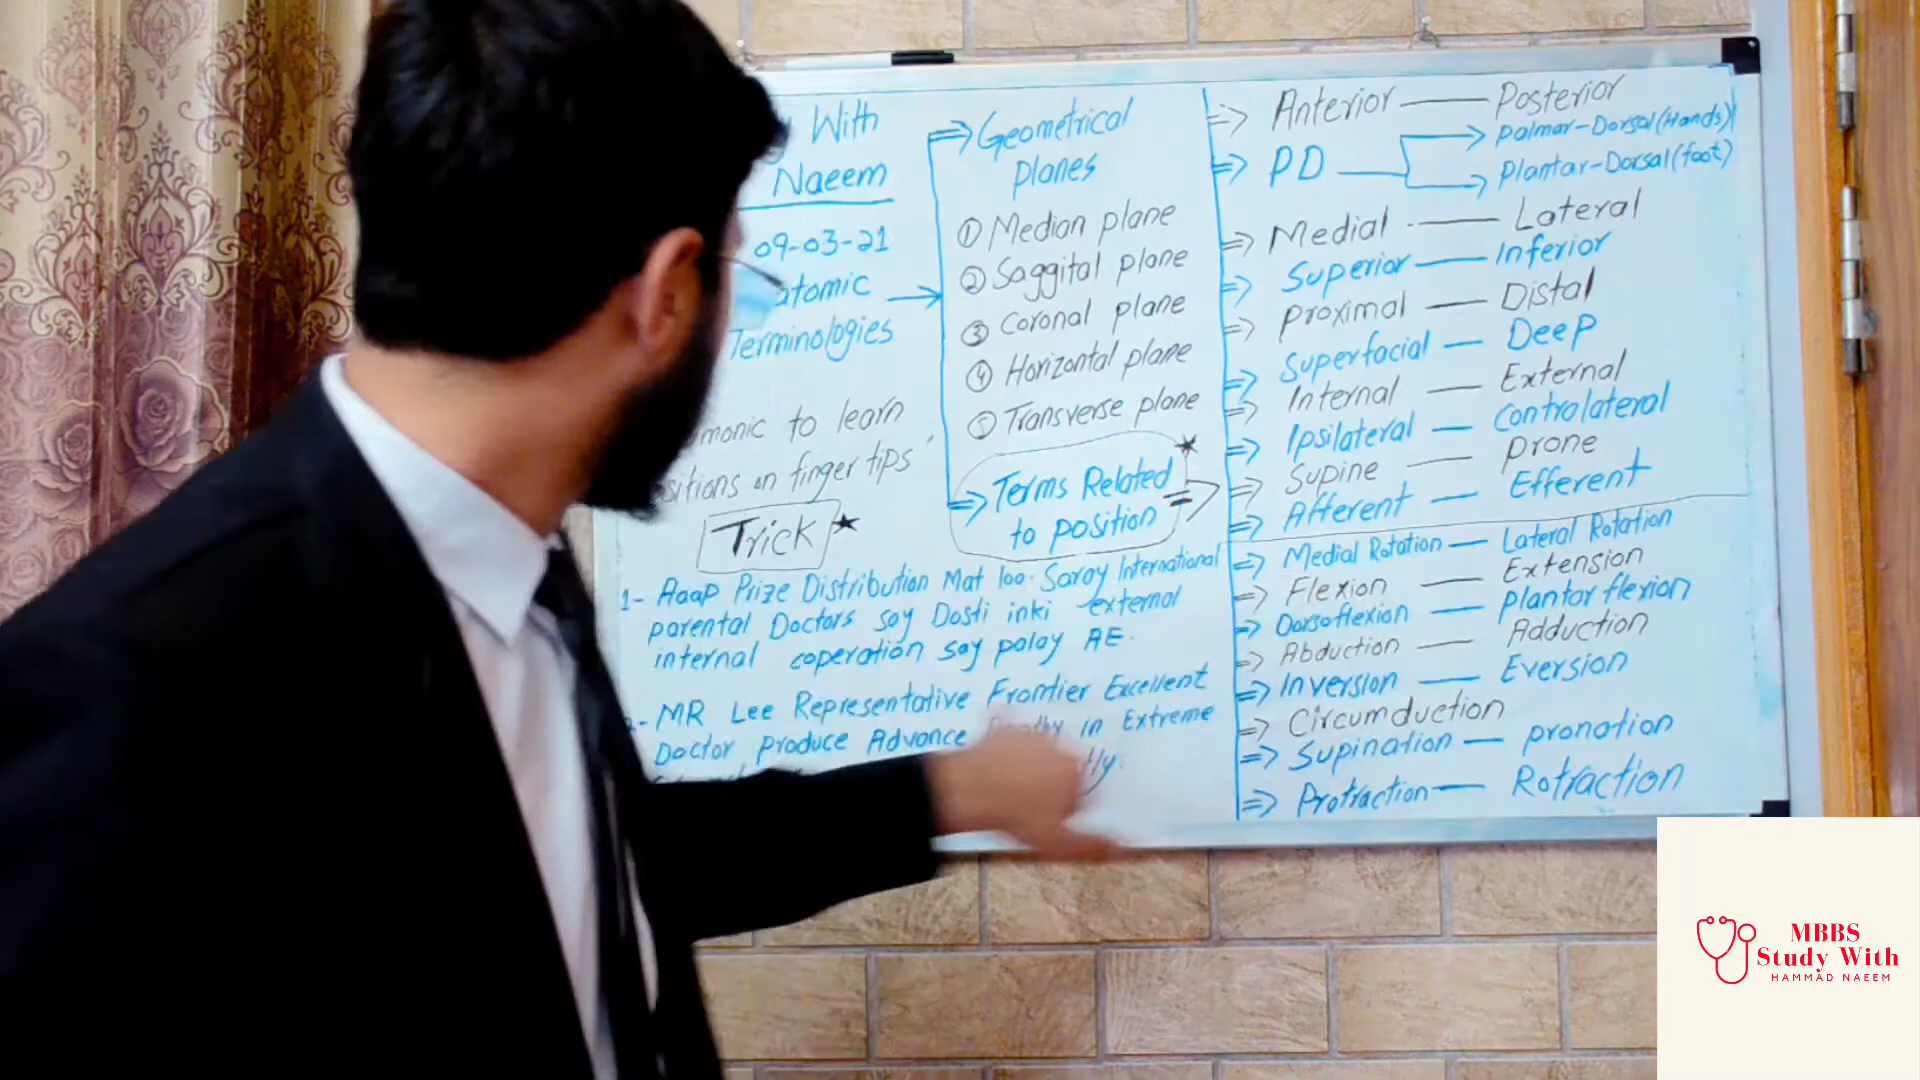 With
Naeem
09-03-21
atomic
Terminologies
monic to learn
sitions on finger tips"
Trick ★
1- Aaap Prize Distribution Mat loo. Saray International
parental Doctors say Dosti inki external
internal coperation say palay AE.
- MR Lee Representative Frontier Excellent
Doctor Produce Advance in Extreme
tly.
⇒ Geometrical
planes
① Median plane
② Saggital plane
③ Coronal plane
④ Horizontal plane
⑤ Transverse plane
⇒ Terms Related ★
to position ⇒
⇒ Anterior — Posterior
⇒ PD → Palmar-Dorsal (Hands)
→ Plantar-Dorsal (foot)
⇒ Medial — Lateral
⇒ Superior — Inferior
⇒ Proximal — Distal
⇒ Superfacial — Deep
⇒ Internal — External
⇒ Ipsilateral — Contralateral
⇒ Supine — Prone
⇒ Afferent — Efferent
⇒ Medial Rotation — Lateral Rotation
⇒ Flexion — Extension
⇒ Dorsoflexion — Plantar flexion
⇒ Abduction — Adduction
⇒ Inversion — Eversion
⇒ Circumduction
⇒ Supination — pronation
⇒ Protraction — Rotraction
MBBS
Study With
HAMMAD NAEEM